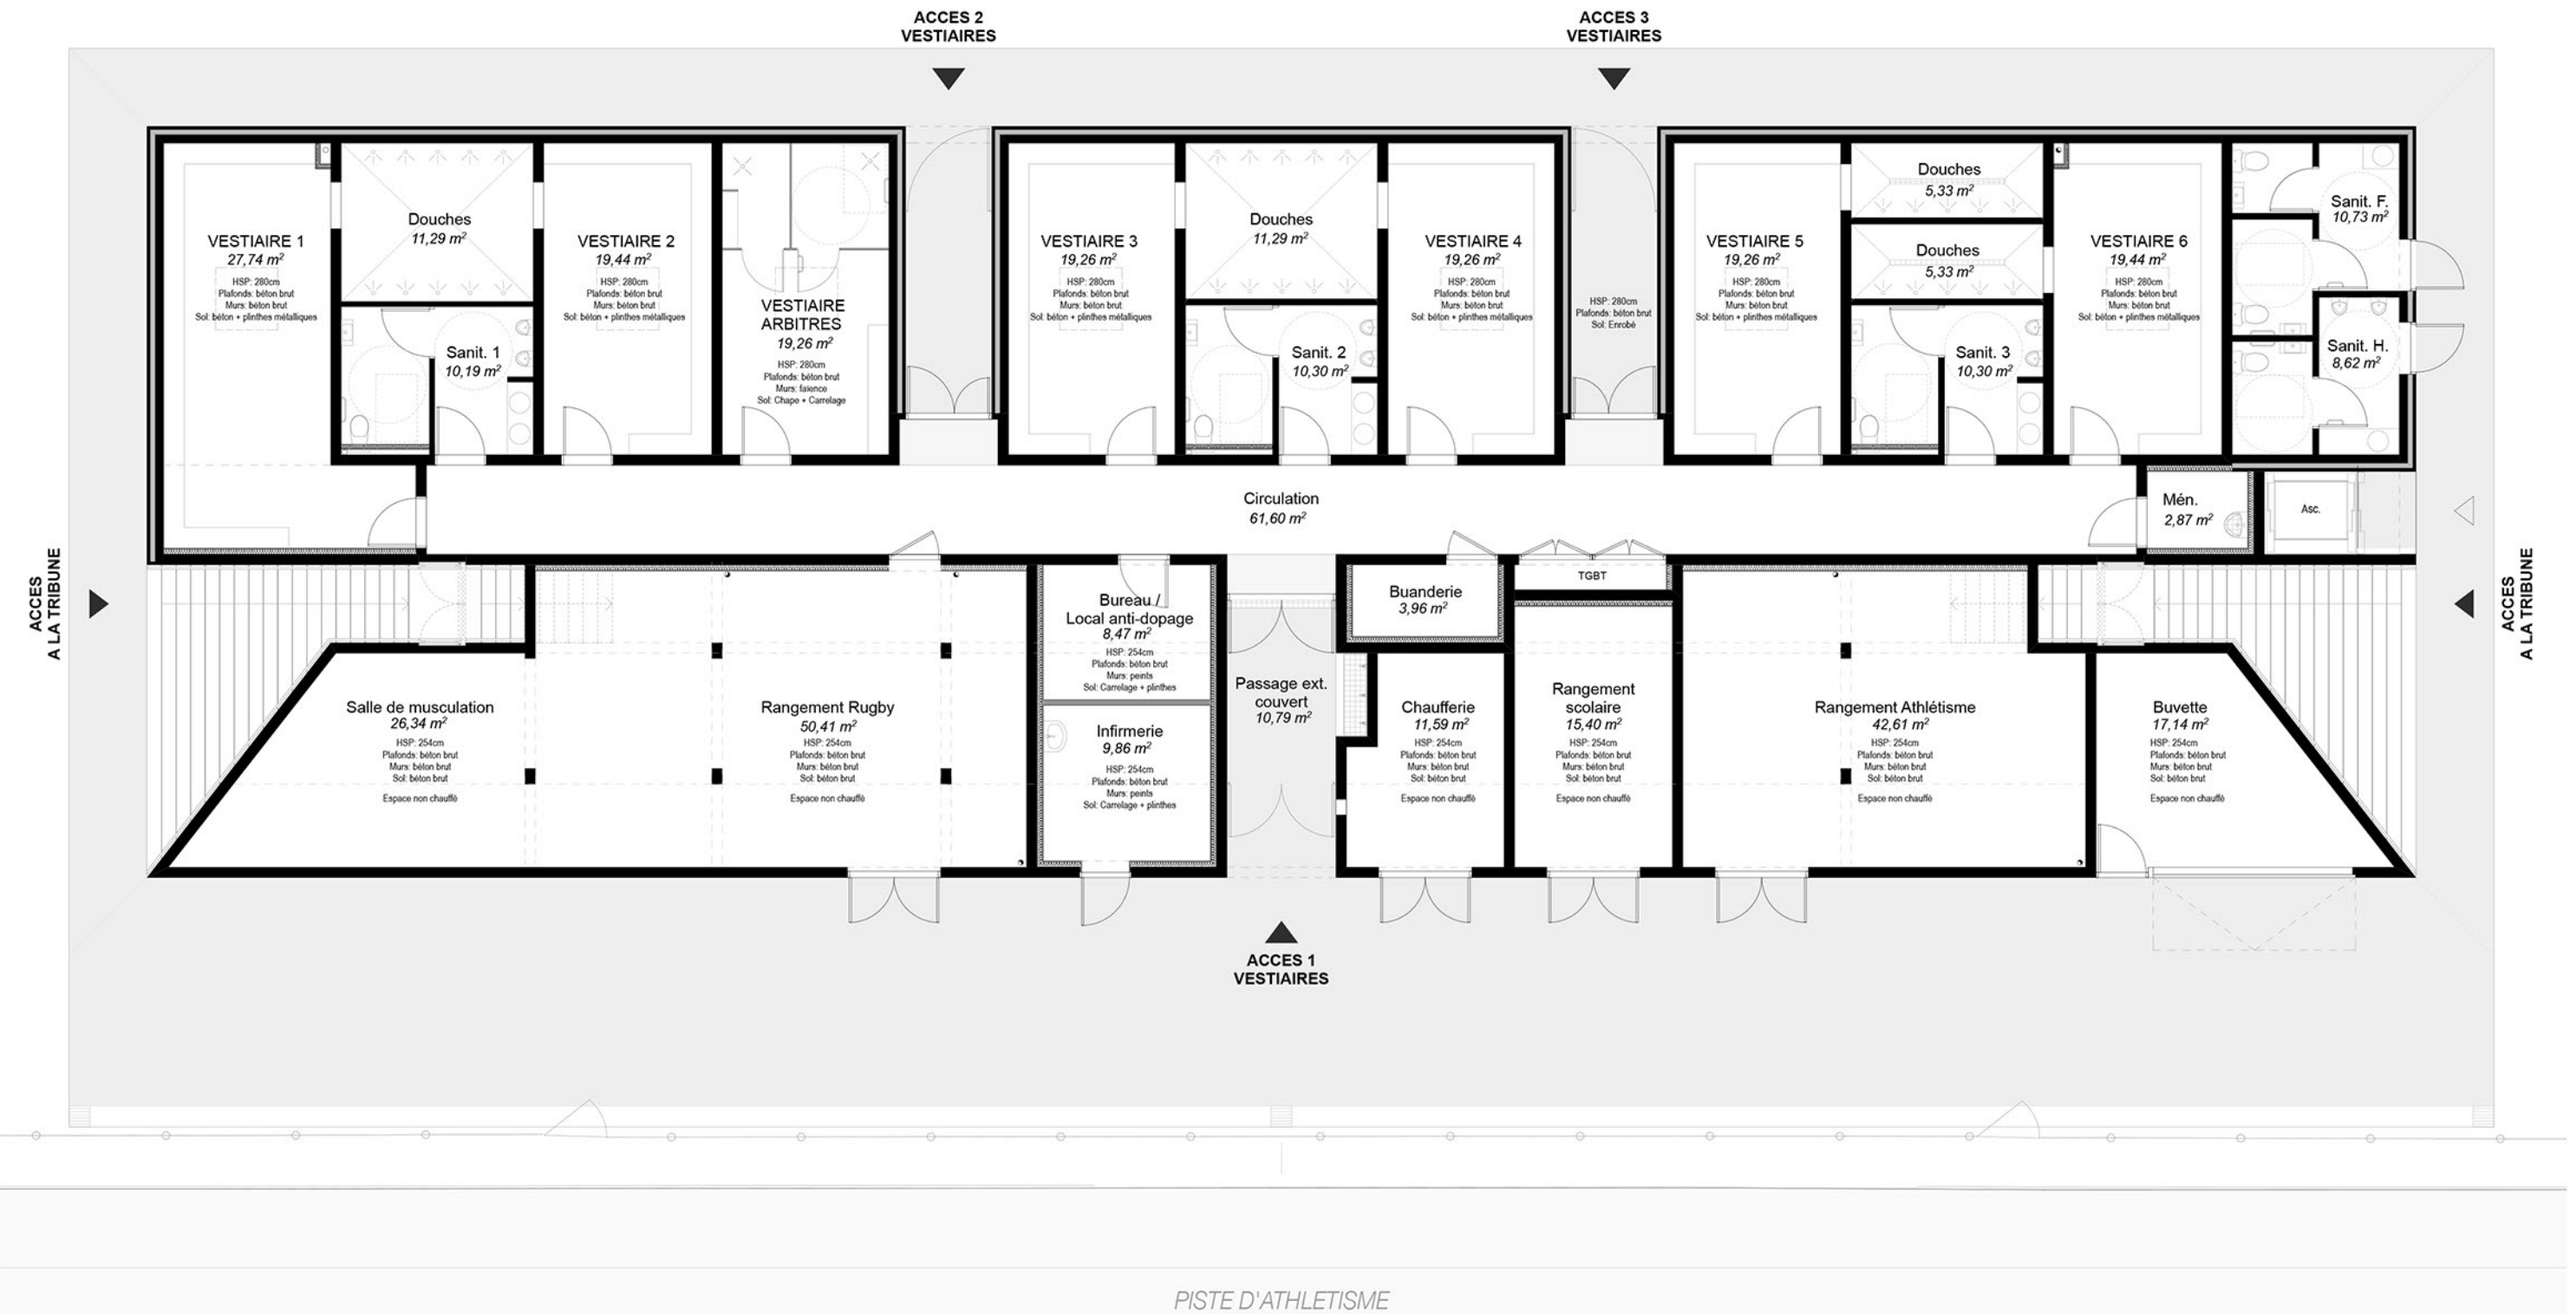 ACCES 2
VESTIAIRES
ACCES 3
VESTIAIRES
VESTIAIRE 1
27,74 m²
HSP: 280cm
Plafonds: béton brut
Murs: béton brut
Sol: béton + plinthes métalliques
Douches
11,29 m²
Sanit. 1
10,19 m²
VESTIAIRE 2
19,44 m²
HSP: 280cm
Plafonds: béton brut
Murs: béton brut
Sol: béton + plinthes métalliques
VESTIAIRE
ARBITRES
19,26 m²
HSP: 280cm
Plafonds: béton brut
Murs: faïence
Sol: Chape + Carrelage
VESTIAIRE 3
19,26 m²
HSP: 280cm
Plafonds: béton brut
Murs: béton brut
Sol: béton + plinthes métalliques
Douches
11,29 m²
Sanit. 2
10,30 m²
VESTIAIRE 4
19,26 m²
HSP: 280cm
Plafonds: béton brut
Murs: béton brut
Sol: béton + plinthes métalliques
HSP: 280cm
Plafonds: béton brut
Sol: Enrobé
VESTIAIRE 5
19,26 m²
HSP: 280cm
Plafonds: béton brut
Murs: béton brut
Sol: béton + plinthes métalliques
Douches
5,33 m²
Douches
5,33 m²
Sanit. 3
10,30 m²
VESTIAIRE 6
19,44 m²
HSP: 280cm
Plafonds: béton brut
Murs: béton brut
Sol: béton + plinthes métalliques
Sanit. F.
10,73 m²
Sanit. H.
8,62 m²
Circulation
61,60 m²
Mén.
2,87 m²
Asc.
ACCES
A LA TRIBUNE
ACCES
A LA TRIBUNE
Salle de musculation
26,34 m²
HSP: 254cm
Plafonds: béton brut
Murs: béton brut
Sol: béton brut
Espace non chauffé
Rangement Rugby
50,41 m²
HSP: 254cm
Plafonds: béton brut
Murs: béton brut
Sol: béton brut
Espace non chauffé
Bureau /
Local anti-dopage
8,47 m²
HSP: 254cm
Plafonds: béton brut
Murs: peints
Sol: Carrelage + plinthes
Infirmerie
9,86 m²
HSP: 254cm
Plafonds: béton brut
Murs: peints
Sol: Carrelage + plinthes
Passage ext.
couvert
10,79 m²
Buanderie
3,96 m²
TGBT
Chaufferie
11,59 m²
HSP: 254cm
Plafonds: béton brut
Murs: béton brut
Sol: béton brut
Espace non chauffé
Rangement
scolaire
15,40 m²
HSP: 254cm
Plafonds: béton brut
Murs: béton brut
Sol: béton brut
Espace non chauffé
Rangement Athlétisme
42,61 m²
HSP: 254cm
Plafonds: béton brut
Murs: béton brut
Sol: béton brut
Espace non chauffé
Buvette
17,14 m²
HSP: 254cm
Plafonds: béton brut
Murs: béton brut
Sol: béton brut
Espace non chauffé
ACCES 1
VESTIAIRES
PISTE D'ATHLETISME